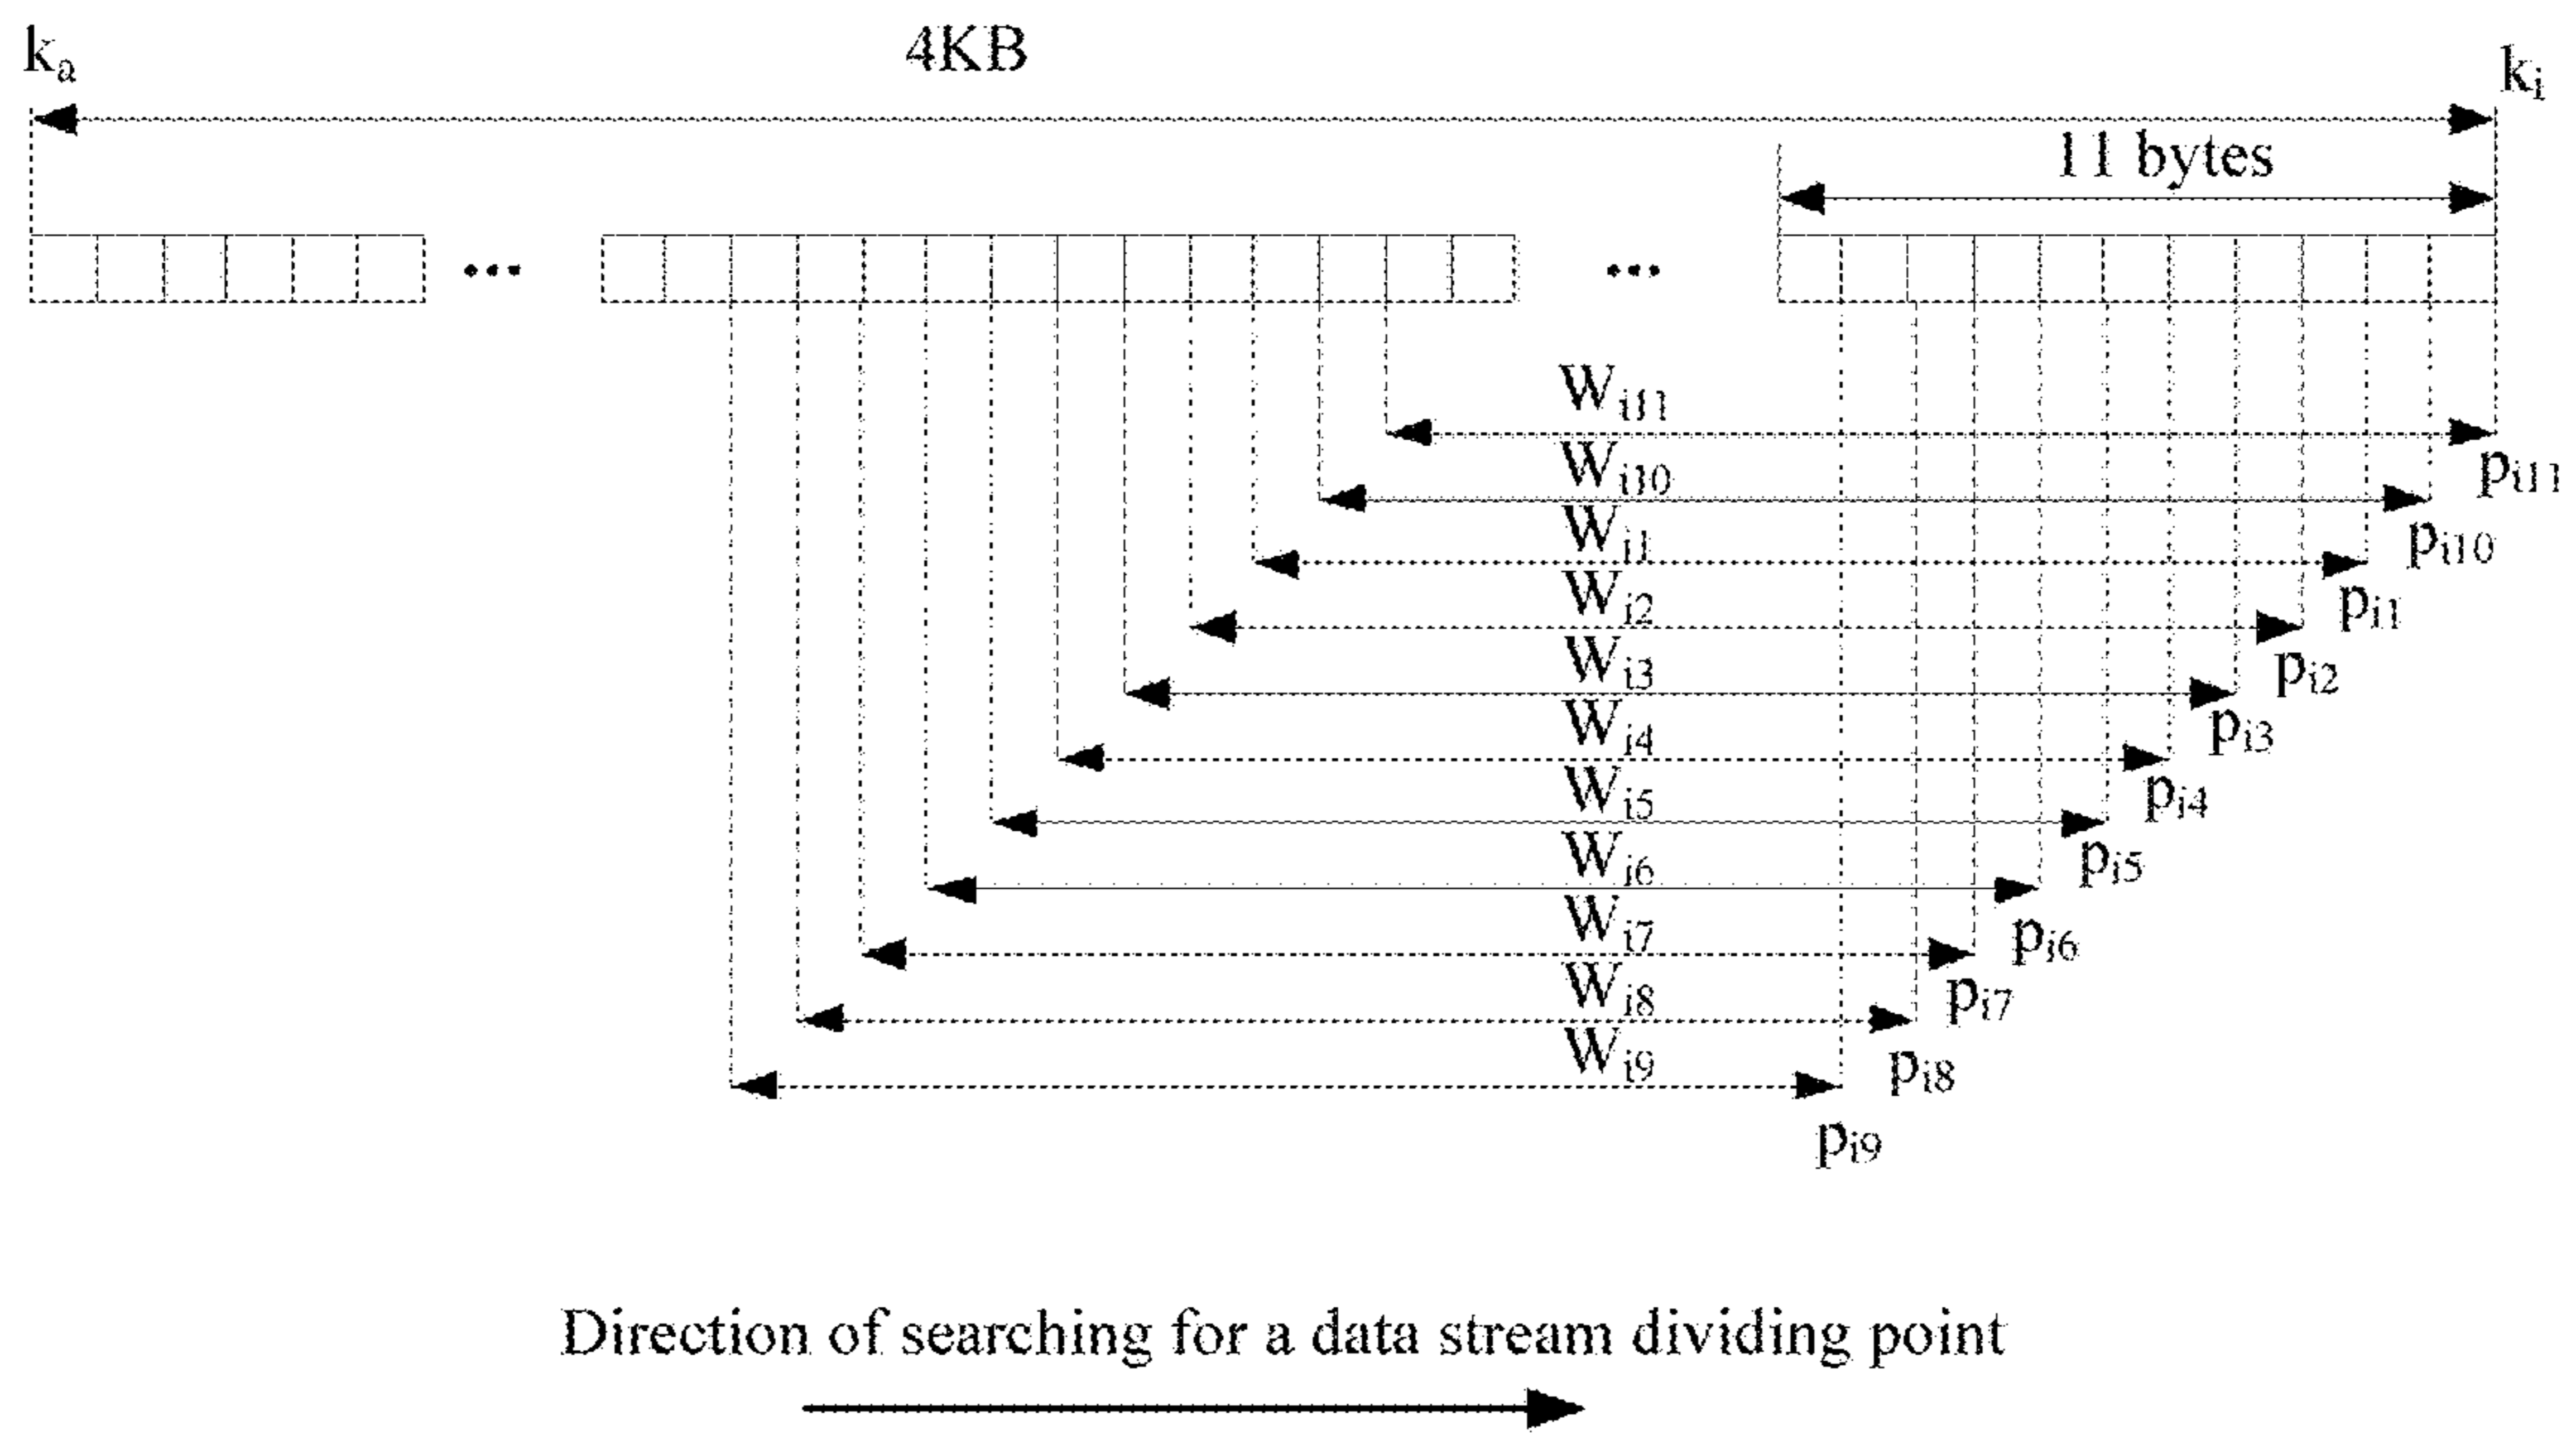 kₐ 4KB kᵢ
11 bytes
...
...
Wi11
pi11
Wi10
pi10
Wi1
pi1
Wi2
pi2
Wi3
pi3
Wi4
pi4
Wi5
pi5
Wi6
pi6
Wi7
pi7
Wi8
pi8
Wi9
pi9
Direction of searching for a data stream dividing point